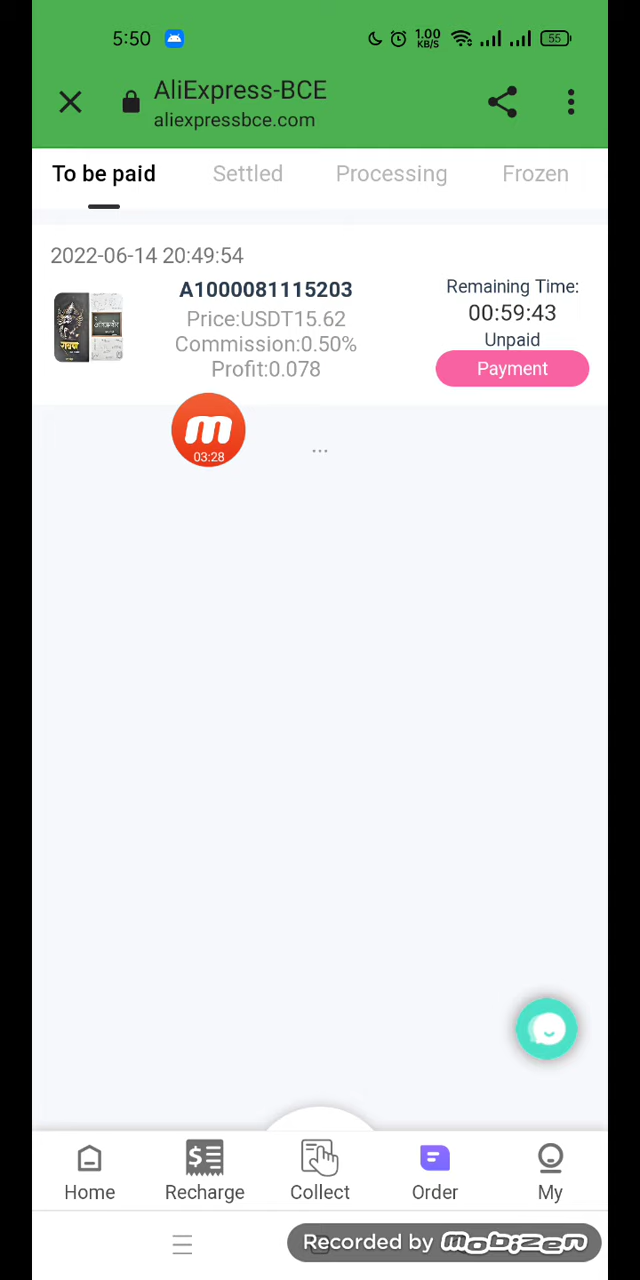 5:50
1.00
KB/S
55
AliExpress-BCE
aliexpressbce.com
To be paid
Settled
Processing
Frozen
2022-06-14 20:49:54
A1000081115203
Price:USDT15.62
Commission:0.50%
Profit:0.078
Remaining Time:
00:59:43
Unpaid
Payment
m
03:28
...
Home
Recharge
Collect
Order
My
Recorded by mobizen